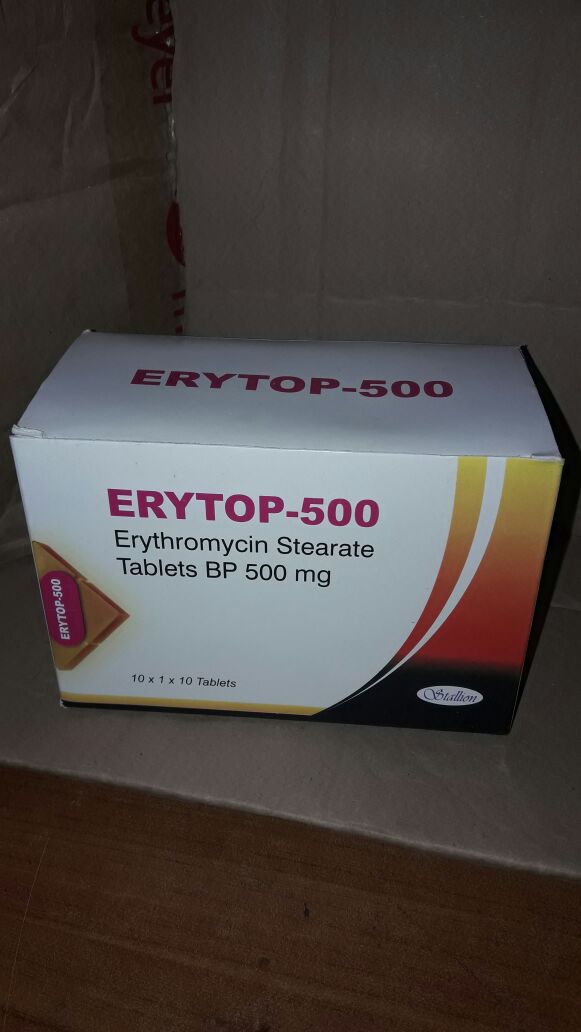 ERYTOP-500
ERYTOP-500
Erythromycin Stearate
Tablets BP 500 mg
ERYTOP-500
10 x 1 x 10 Tablets
Stallion